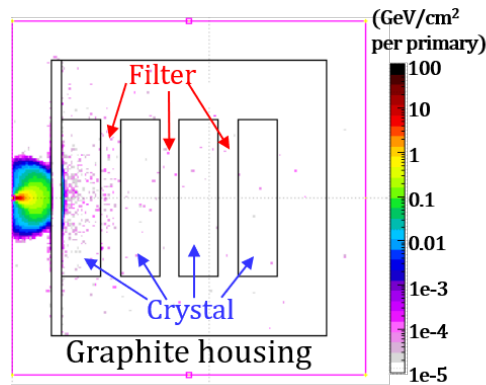 (GeV/cm²
per primary)
Filter
100
10
1
0.1
0.01
1e-3
1e-4
1e-5
Crystal
Graphite housing